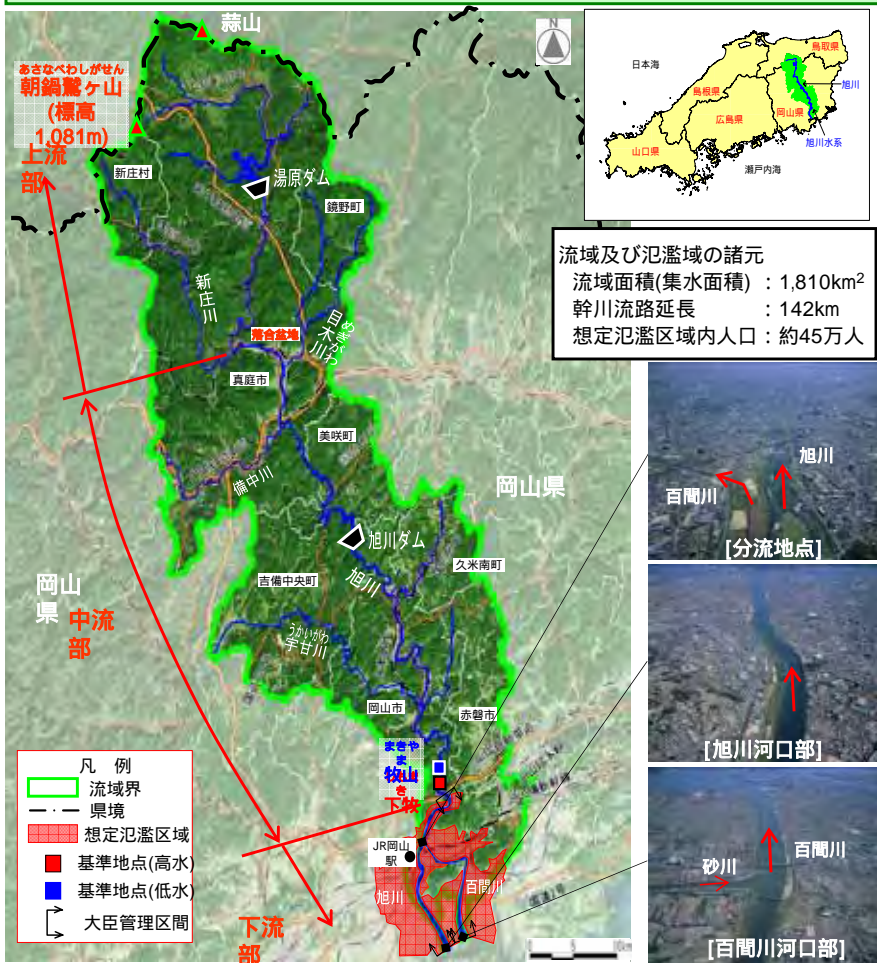 蒜山
あさなべわしがせん
朝鍋鷲ヶ山
(標高
1,081m)
上流
部
新庄村
湯原ダム
鏡野町
新庄川
落合盆地
目木川
めきがわ
真庭市
美咲町
備中川
岡山県
旭川ダム
久米南町
吉備中央町
旭川
岡山
県
中流
部
うかいがわ
宇甘川
岡山市
赤磐市
まきや
ま
牧山
き
下牧
JR岡山
駅
旭川
百間川
下流
部
0 5 10km
凡 例
流域界
県境
想定氾濫区域
基準地点(高水)
基準地点(低水)
大臣管理区間
N
日本海
鳥取県
島根県
旭川
岡山県
広島県
山口県
旭川水系
瀬戸内海
流域及び氾濫域の諸元
流域面積(集水面積) : 1,810km²
幹川流路延長 : 142km
想定氾濫区域内人口 : 約45万人
旭川
百間川
[分流地点]
[旭川河口部]
砂川
百間川
[百間川河口部]